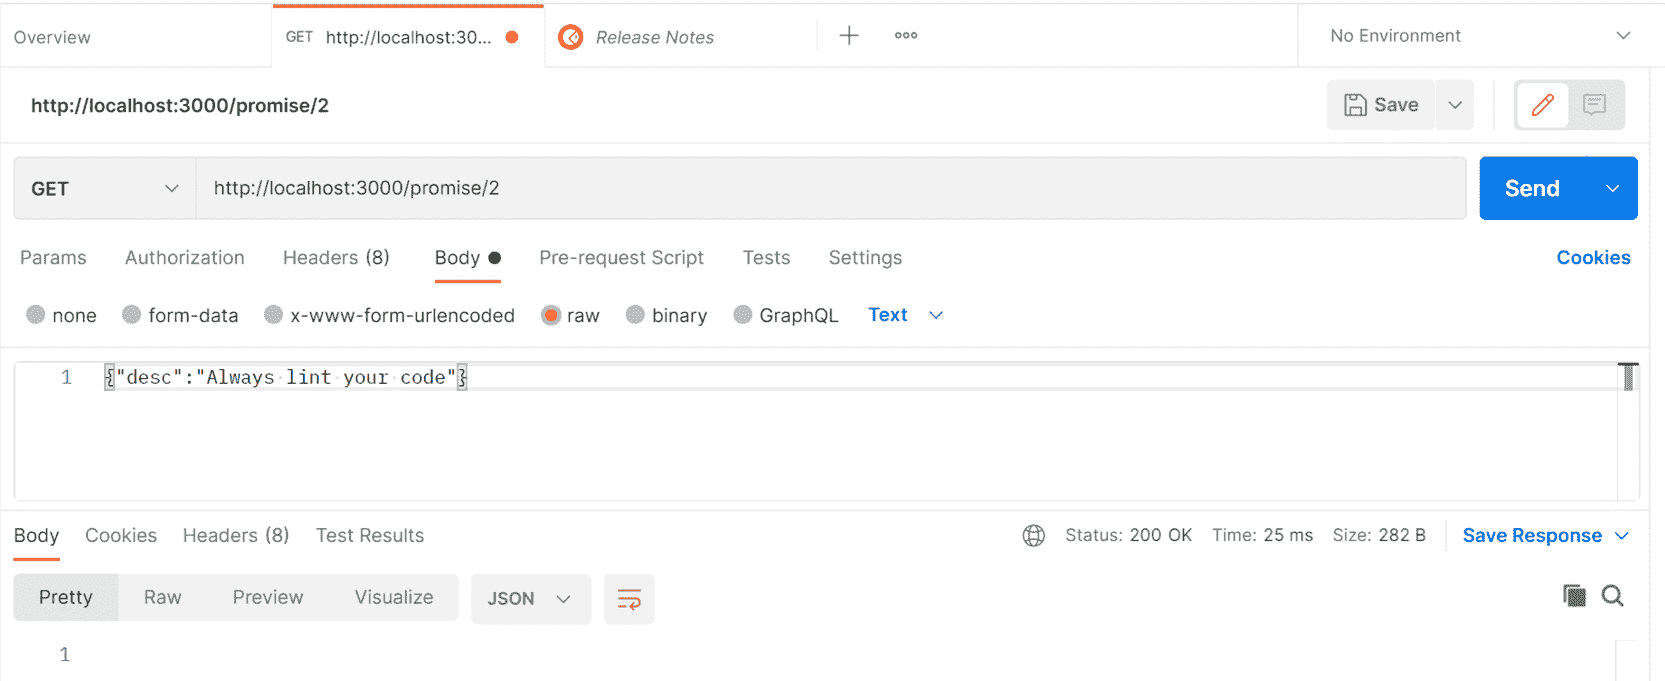 Overview GET http://localhost:30... Release Notes No Environment
http://localhost:3000/promise/2 Save
GET http://localhost:3000/promise/2 Send
Params Authorization Headers (8) Body Pre-request Script Tests Settings Cookies
none form-data x-www-form-urlencoded raw binary GraphQL Text
1 {"desc":"Always lint your code"}
Body Cookies Headers (8) Test Results Status: 200 OK Time: 25 ms Size: 282 B Save Response
Pretty Raw Preview Visualize JSON
1